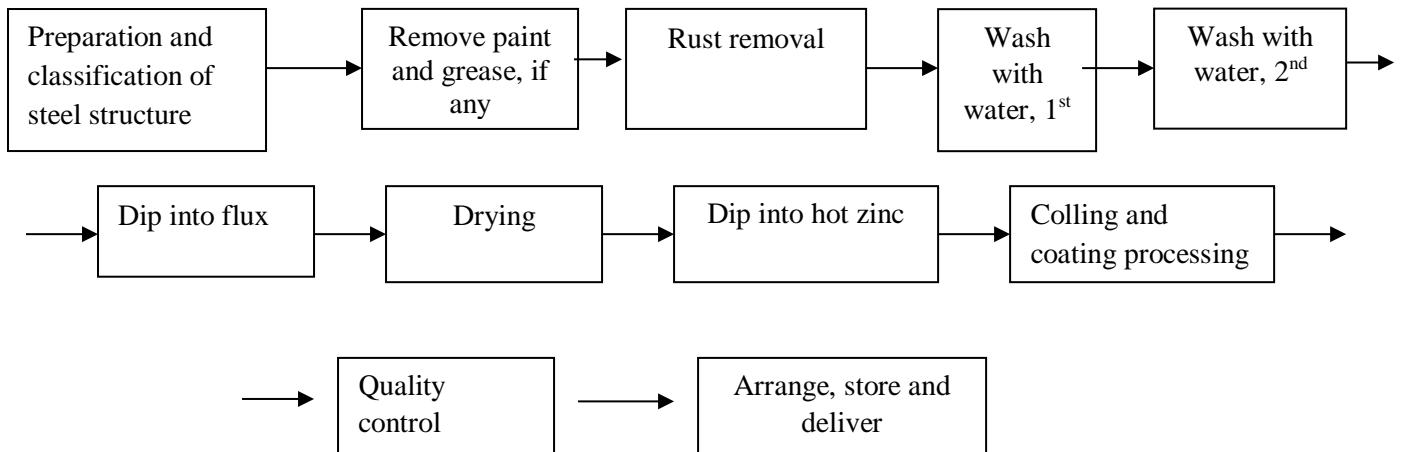 Preparation and
classification of
steel structure
Remove paint
and grease, if
any
Rust removal
Wash
with
water, 1st
Wash with
water, 2nd
Dip into flux
Drying
Dip into hot zinc
Colling and
coating processing
Quality
control
Arrange, store and
deliver